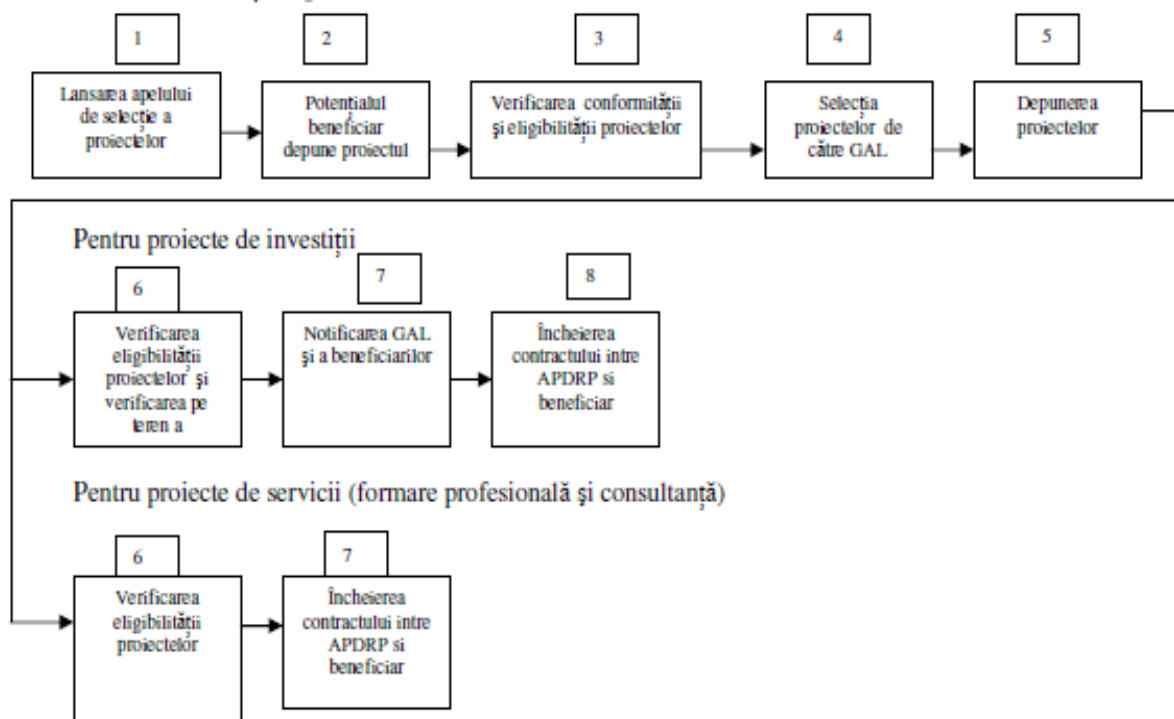 1
2
3
4
5
Lansarea apelului
de selecție a
proiectelor
Potențialul
beneficiar
depune proiectul
Verificarea conformității
și eligibilității proiectelor
Selecția
proiectelor de
către GAL
Depunerea
proiectelor
Pentru proiecte de investiții
6
7
8
Verificarea
eligibilității
proiectelor și
verificarea pe
teren a
Notificarea GAL
și a beneficiarilor
Încheierea
contractului intre
APDRP si
beneficiar
Pentru proiecte de servicii (formare profesională și consultanță)
6
7
Verificarea
eligibilității
proiectelor
Încheierea
contractului intre
APDRP si
beneficiar